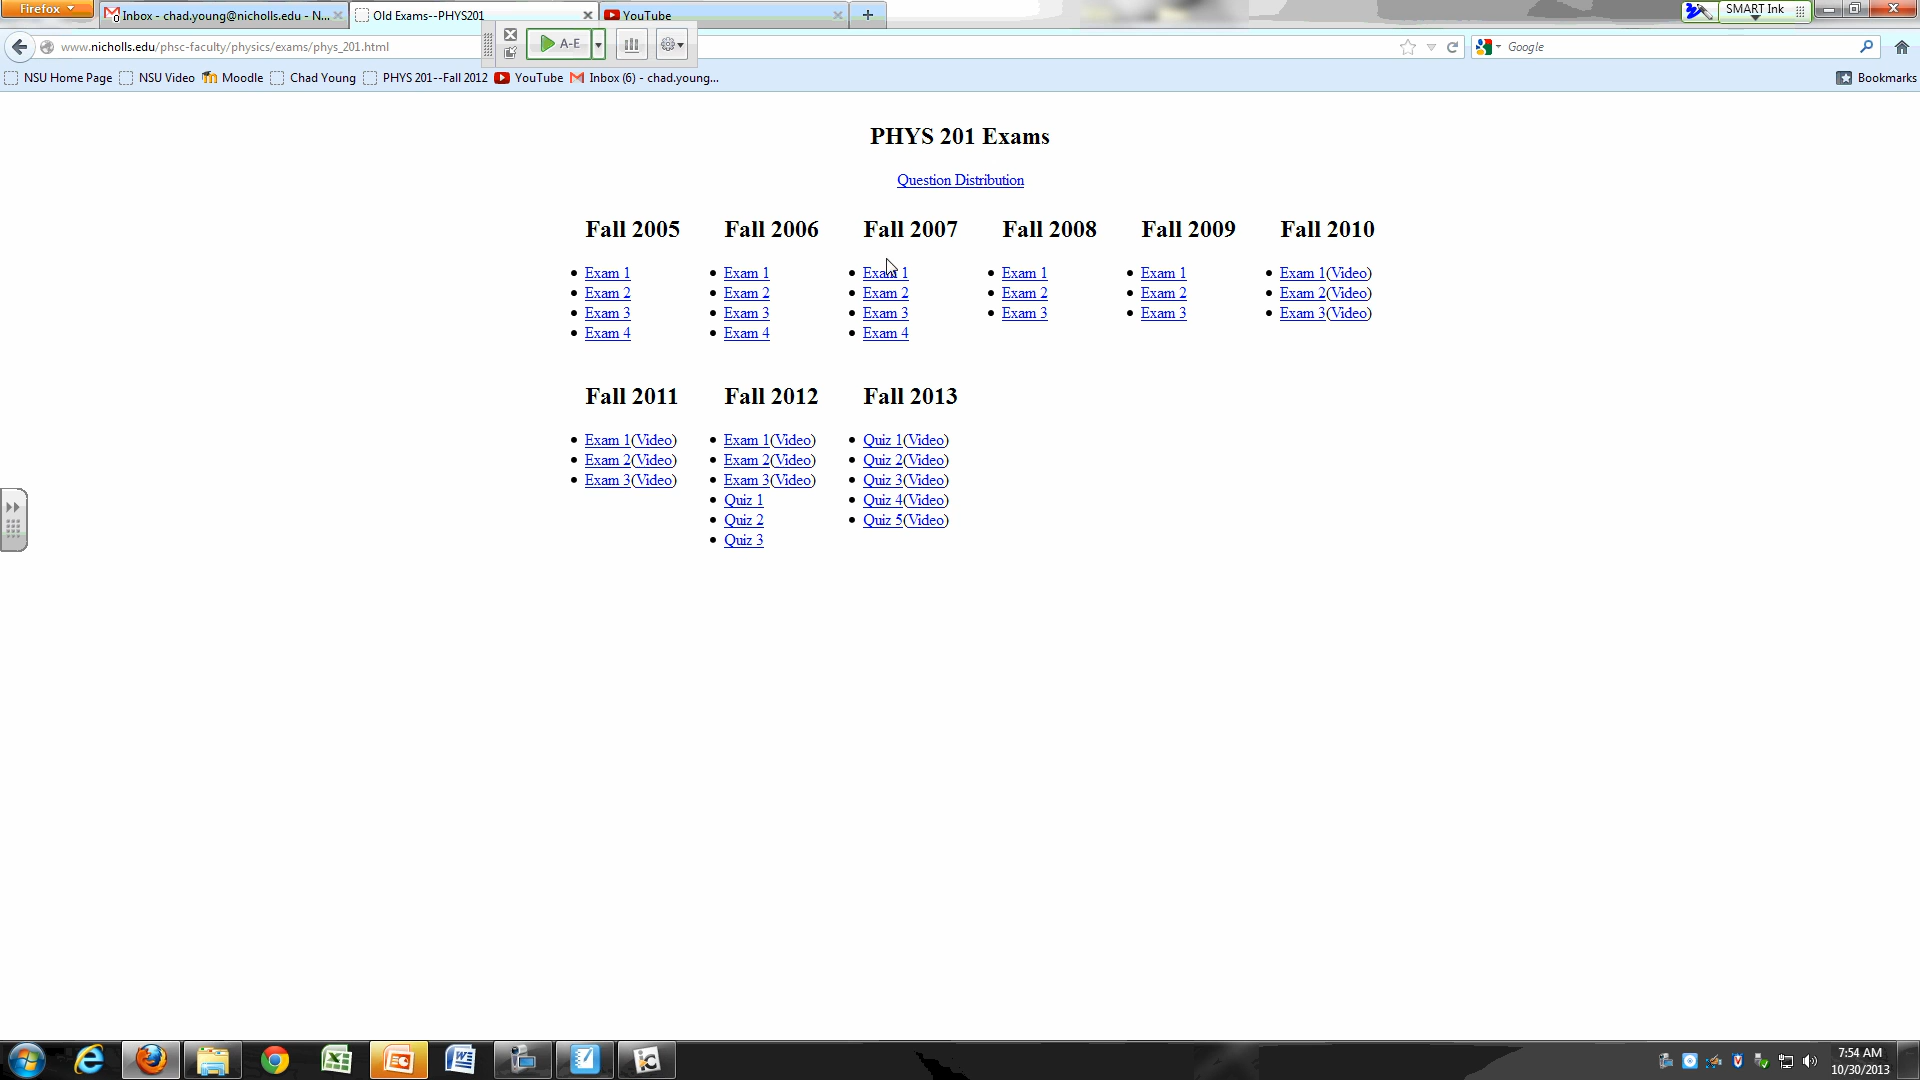 Firefox
Inbox - chad.young@nicholls.edu - N...
Old Exams--PHYS201
YouTube
SMART Ink
www.nicholls.edu/phsc-faculty/physics/exams/phys_201.html
A-E
Google
NSU Home Page NSU Video Moodle Chad Young PHYS 201--Fall 2012 YouTube Inbox (6) - chad.young...
Bookmarks
PHYS 201 Exams
Question Distribution
Fall 2005 Fall 2006 Fall 2007 Fall 2008 Fall 2009 Fall 2010
Exam 1 Exam 1 Exam 1 Exam 1 Exam 1 Exam 1(Video)
Exam 2 Exam 2 Exam 2 Exam 2 Exam 2 Exam 2(Video)
Exam 3 Exam 3 Exam 3 Exam 3 Exam 3 Exam 3(Video)
Exam 4 Exam 4 Exam 4
Fall 2011 Fall 2012 Fall 2013
Exam 1(Video) Exam 1(Video) Quiz 1(Video)
Exam 2(Video) Exam 2(Video) Quiz 2(Video)
Exam 3(Video) Exam 3(Video) Quiz 3(Video)
Quiz 1 Quiz 4(Video)
Quiz 2 Quiz 5(Video)
Quiz 3
7:54 AM
10/30/2013